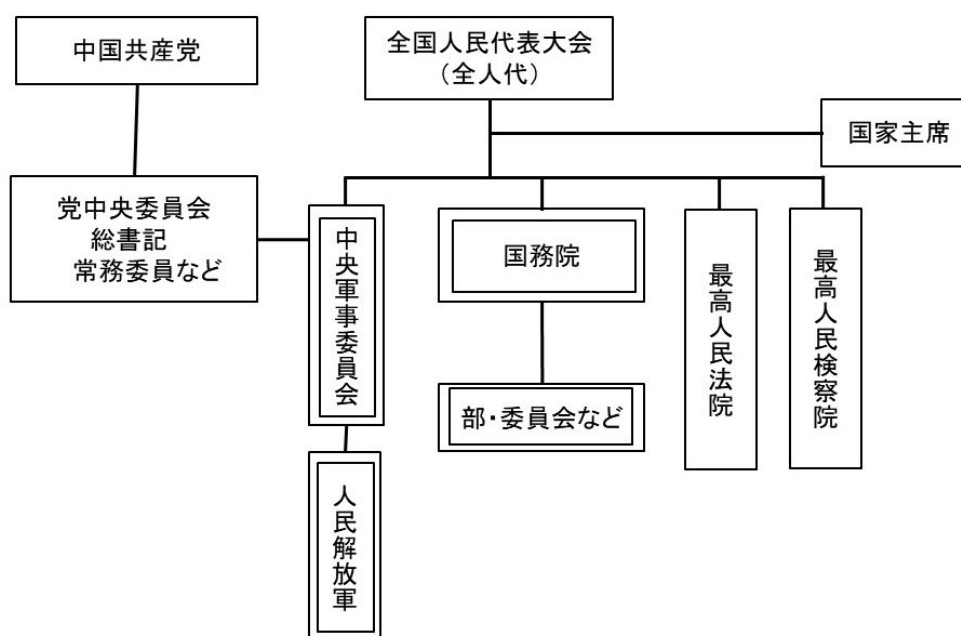 中国共産党
全国人民代表大会
（全人代）
国家主席
党中央委員会
総書記
常務委員など
中央軍事委員会
国務院
最高人民法院
最高人民検察院
部・委員会など
人民解放軍